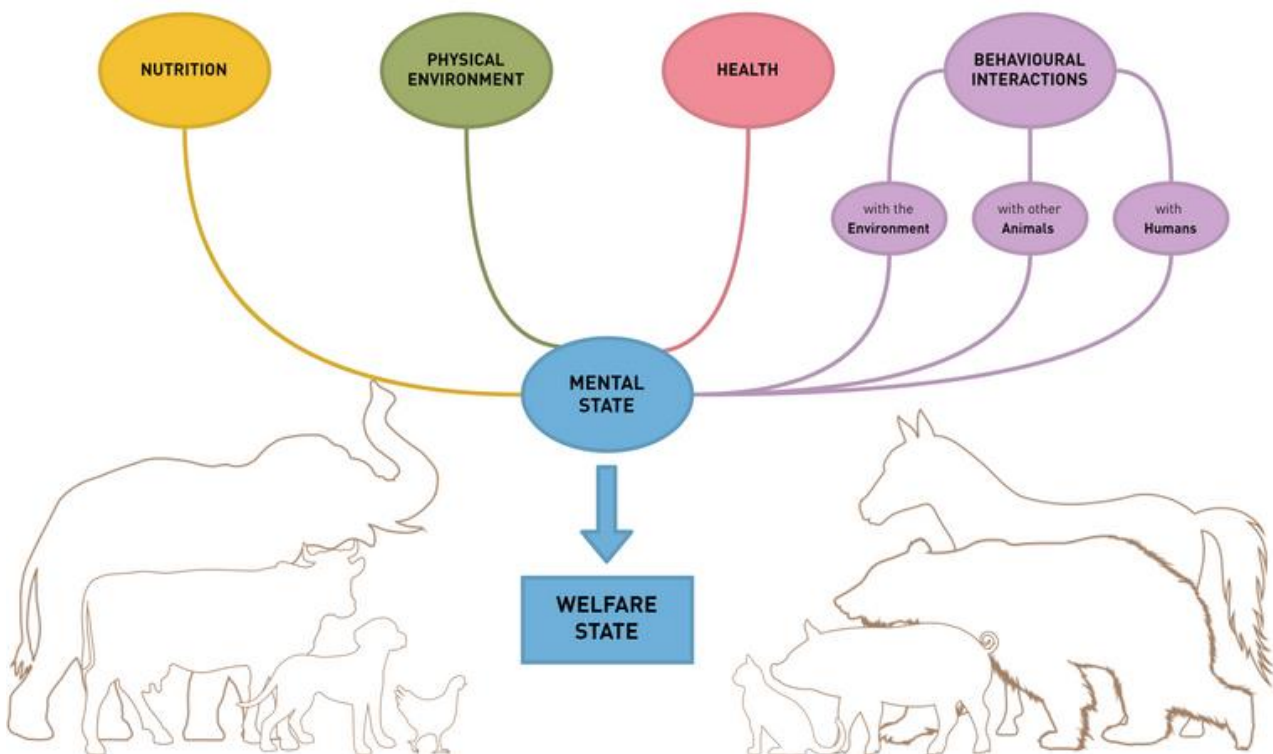 NUTRITION
PHYSICAL
ENVIRONMENT
HEALTH
BEHAVIOURAL
INTERACTIONS
with the
Environment
with other
Animals
with
Humans
MENTAL
STATE
WELFARE
STATE